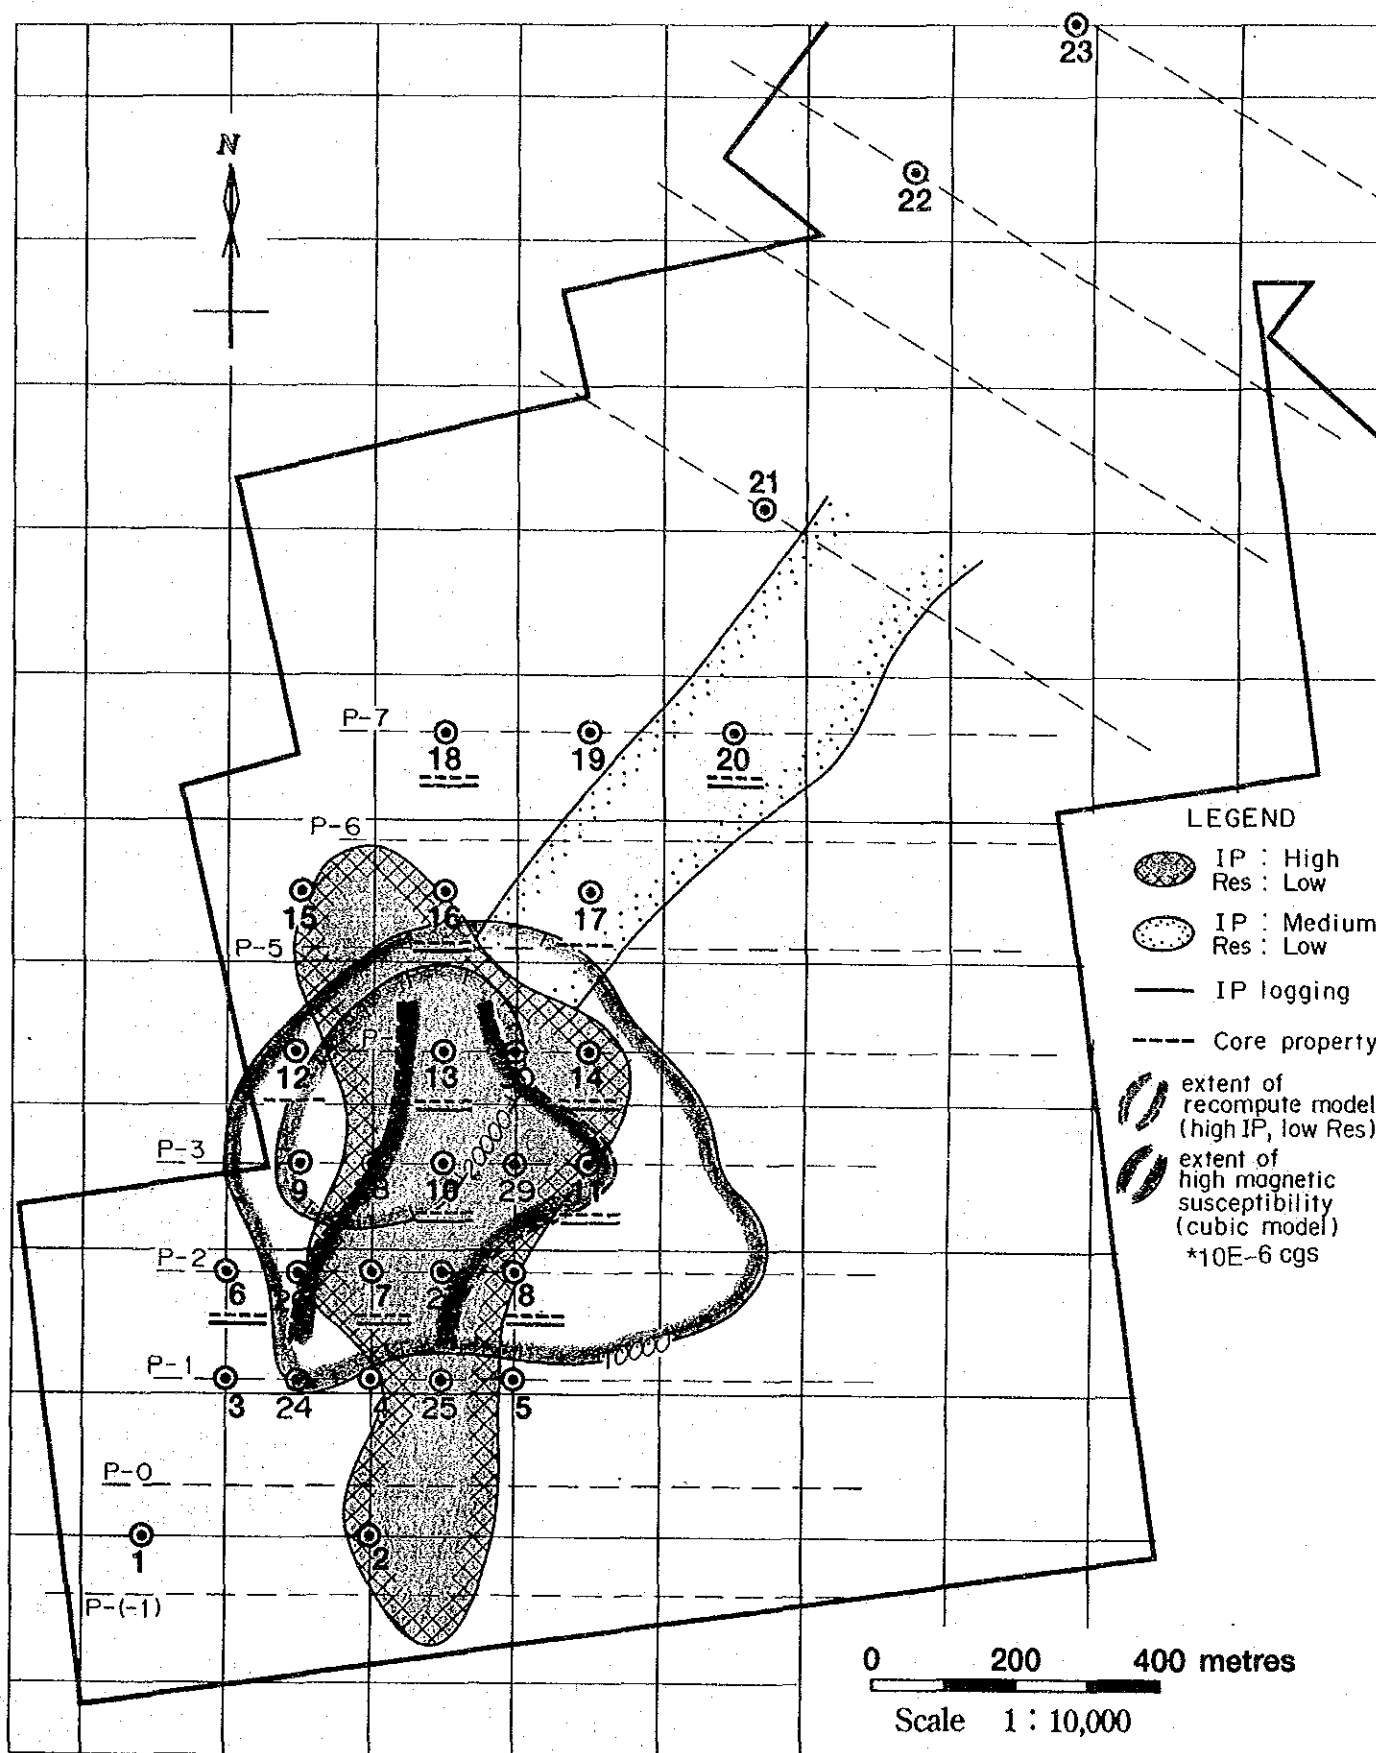 23
N
22
21
P-7
18
19
20
P-6
15
16
17
P-5
12
13
14
20000
P-3
9
10
29
11
P-2
6
7
8
10000
P-1
3
24
4
25
5
P-0
1
2
P-(-1)
LEGEND
IP : High
Res : Low
IP : Medium
Res : Low
IP logging
Core property
extent of
recompute model
(high IP, low Res)
extent of
high magnetic
susceptibility
(cubic model)
*10E-6 cgs
0 200 400 metres
Scale 1 : 10,000